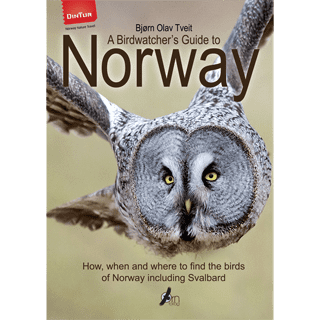 DINTUR
Bjørn Olav Tveit
A Birdwatcher's Guide to
Norway
How, when and where to find the birds
of Norway including Svalbard